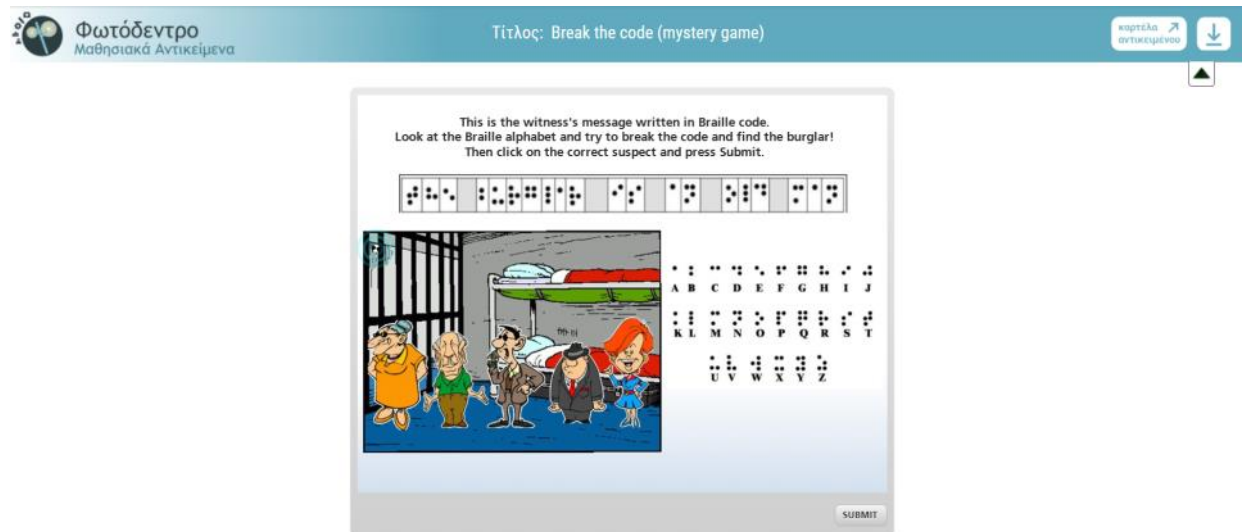 Φωτόδεντρο
Μαθησιακά Αντικείμενα
Τίτλος: Break the code (mystery game)
καρτέλα
αντικειμένου
This is the witness's message written in Braille code.
Look at the Braille alphabet and try to break the code and find the burglar!
Then click on the correct suspect and press Submit.
⠞⠓⠑ ⠃⠥⠗⠛⠇⠁⠗ ⠊⠎ ⠁⠝ ⠕⠇⠙ ⠍⠁⠝
⠁ ⠃ ⠉ ⠙ ⠑ ⠋ ⠛ ⠓ ⠊ ⠚
A B C D E F G H I J
⠅ ⠇ ⠍ ⠝ ⠕ ⠏ ⠟ ⠗ ⠎ ⠞
K L M N O P Q R S T
⠥ ⠧ ⠺ ⠭ ⠽ ⠵
U V W X Y Z
SUBMIT